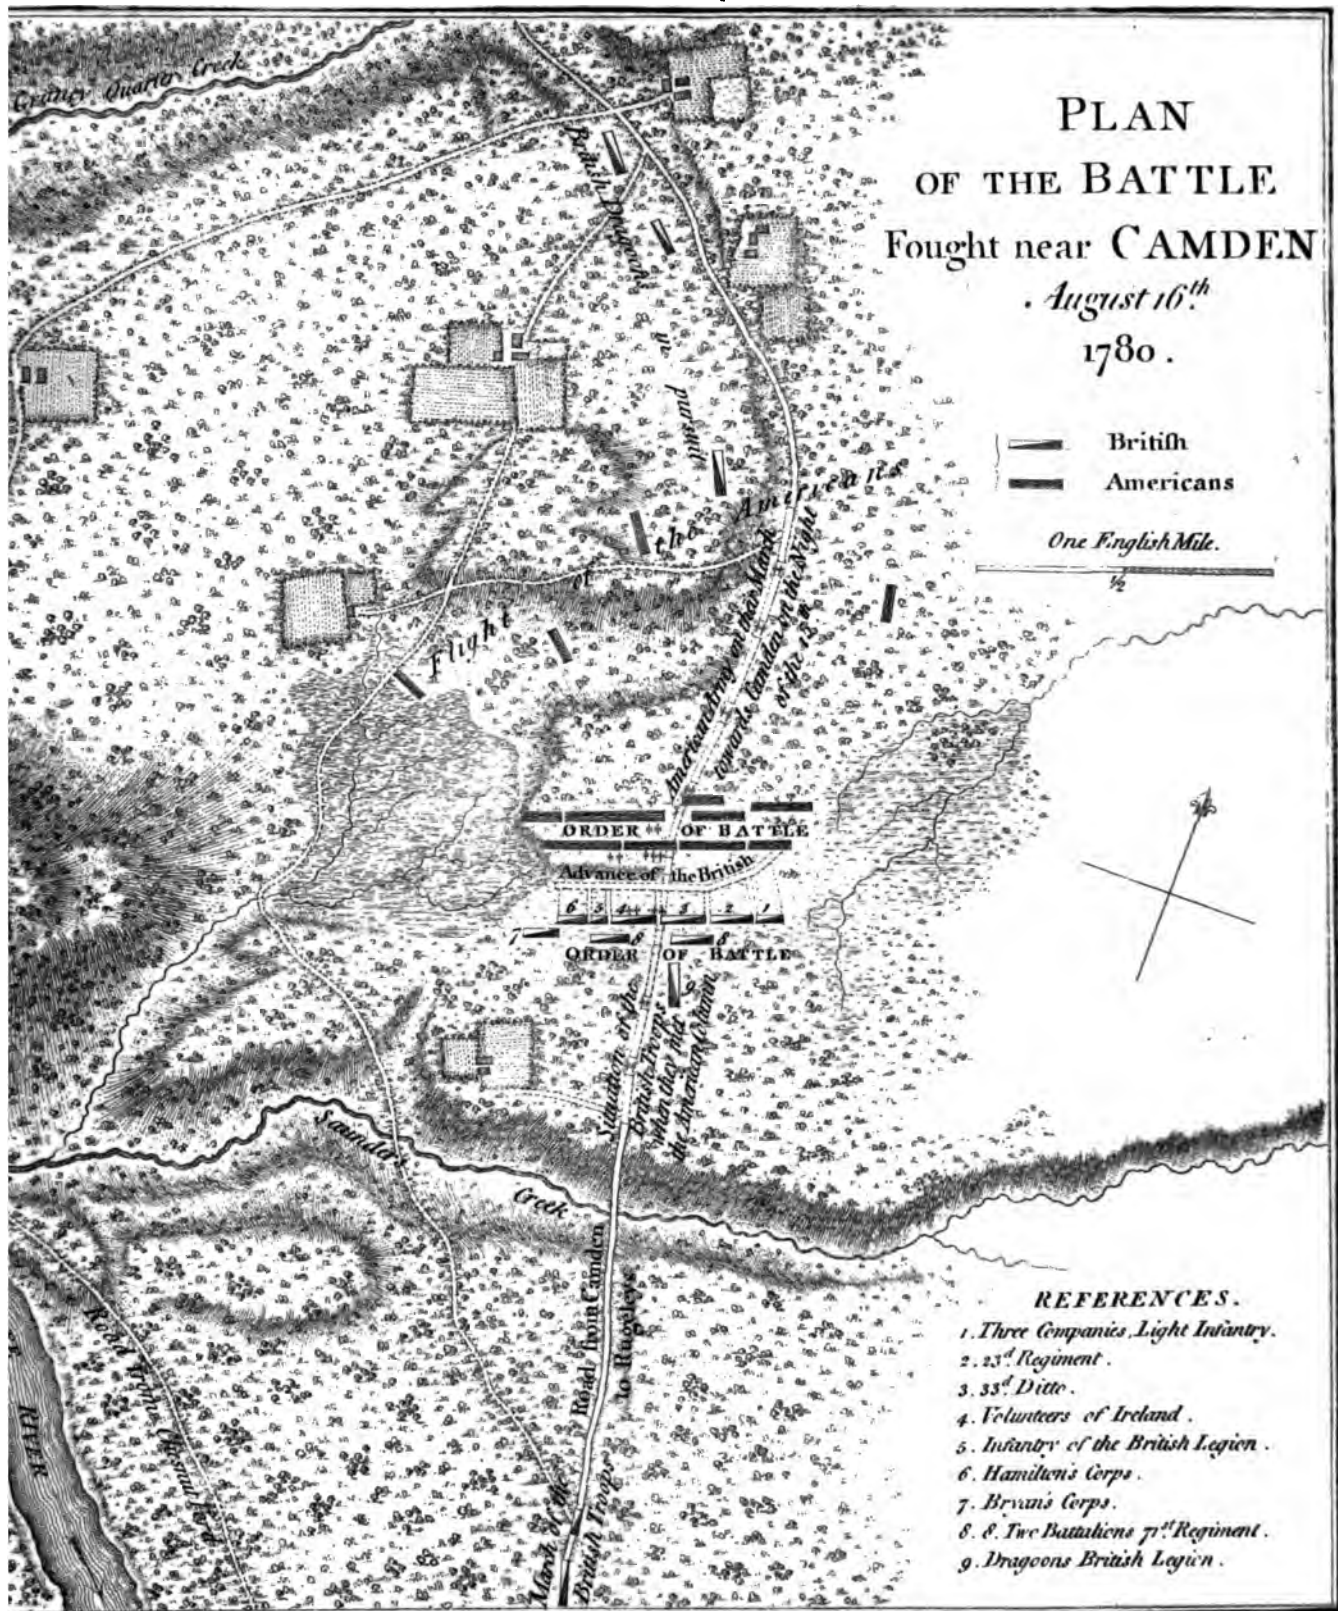 PLAN
OF THE BATTLE
Fought near CAMDEN
August 16th.
1780.
British
Americans
One English Mile.
1/2
Quarter Creek
British Dragoons
in
pursuit
Flight of the Americans
American Army on their March
towards Camden on the Night
of the 15th
ORDER OF BATTLE
Advance of the British
6 5 4 3 2 1
7 8 8
ORDER OF BATTLE
9
Situation of the
British Troops
when they met
the American Column
Saunders Creek
Road from Camden
to Rugeleys
March of the
British Troops
Road from
RIVER
REFERENCES.
1. Three Companies, Light Infantry.
2. 23d Regiment.
3. 33d. Ditto.
4. Volunteers of Ireland.
5. Infantry of the British Legion.
6. Hamilton's Corps.
7. Bryan's Corps.
8. 8. Two Battalions 71st. Regiment.
9. Dragoons British Legion.